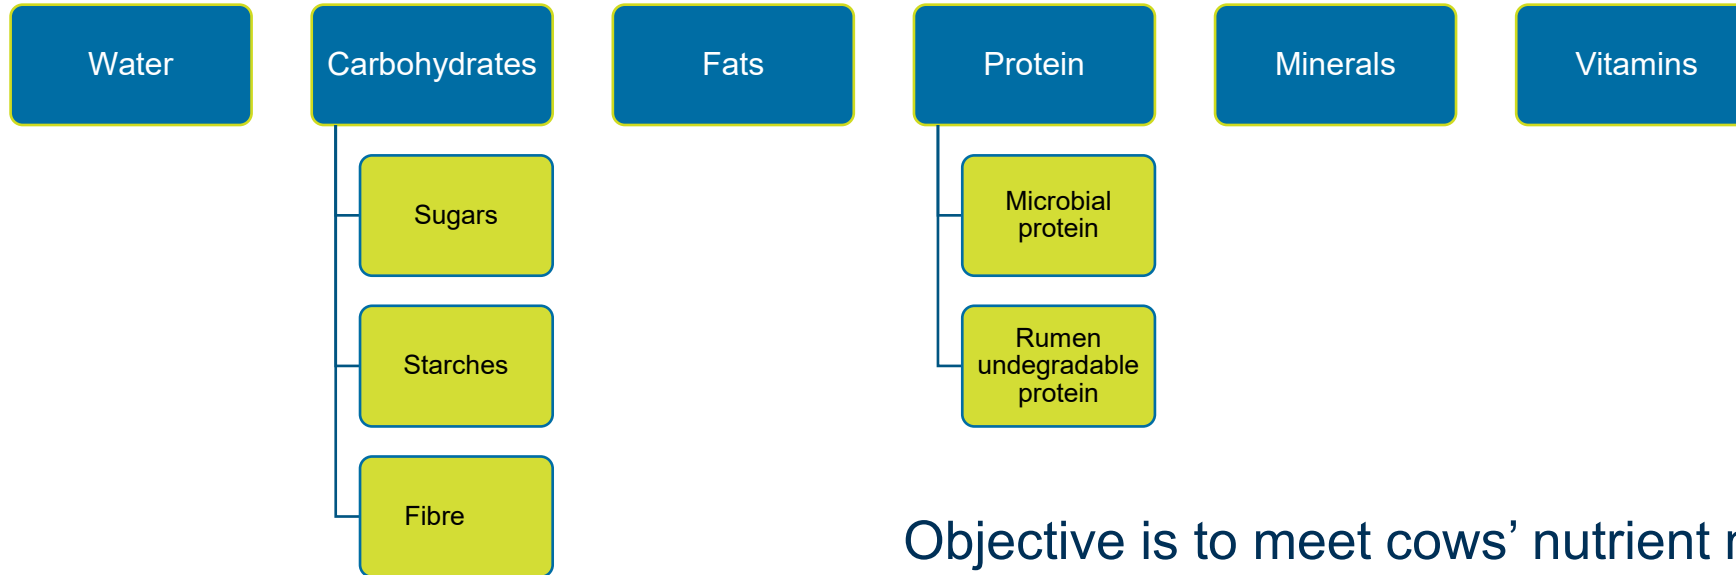 Water
Carbohydrates
Fats
Protein
Minerals
Vitamins
Sugars
Starches
Fibre
Microbial
protein
Rumen
undegradable
protein
Objective is to meet cows’ nutrient